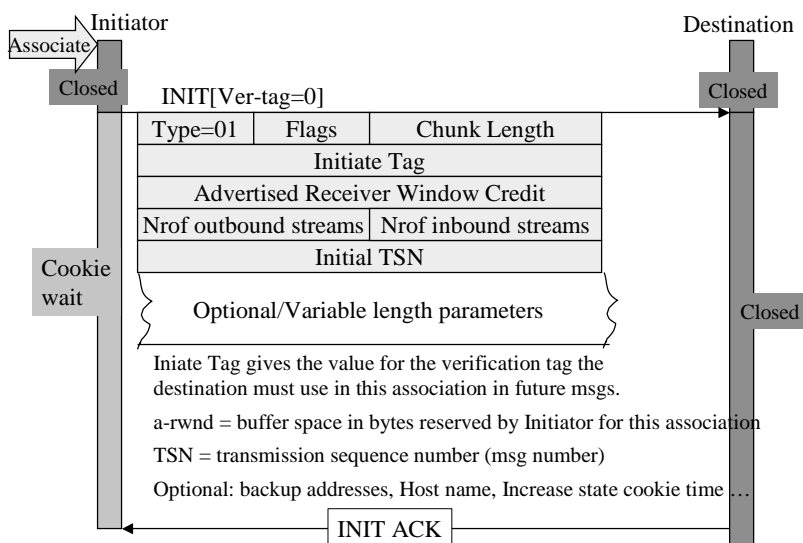 Initiator
Destination
Associate
Closed
Closed
INIT[Ver-tag=0]
Type=01 Flags Chunk Length
Initiate Tag
Advertised Receiver Window Credit
Nrof outbound streams Nrof inbound streams
Initial TSN
Cookie
wait
Optional/Variable length parameters
Closed
Iniate Tag gives the value for the verification tag the
destination must use in this association in future msgs.
a-rwnd = buffer space in bytes reserved by Initiator for this association
TSN = transmission sequence number (msg number)
Optional: backup addresses, Host name, Increase state cookie time …
INIT ACK